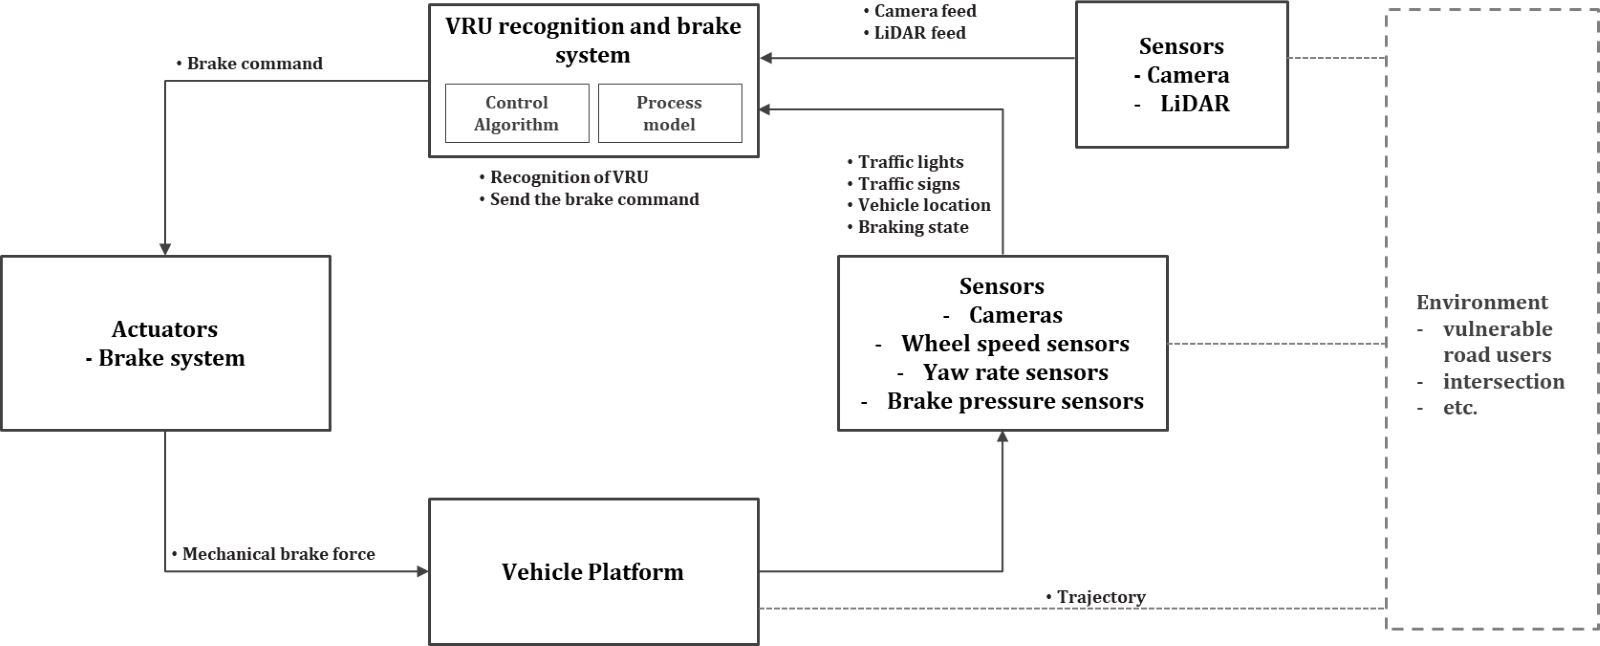 VRU recognition and brake
system
Control
Algorithm
Process
model
• Recognition of VRU
• Send the brake command
• Brake command
• Camera feed
• LiDAR feed
Sensors
- Camera
- LiDAR
• Traffic lights
• Traffic signs
• Vehicle location
• Braking state
Actuators
- Brake system
Sensors
- Cameras
- Wheel speed sensors
- Yaw rate sensors
- Brake pressure sensors
Environment
- vulnerable
road users
- intersection
- etc.
• Mechanical brake force
Vehicle Platform
• Trajectory